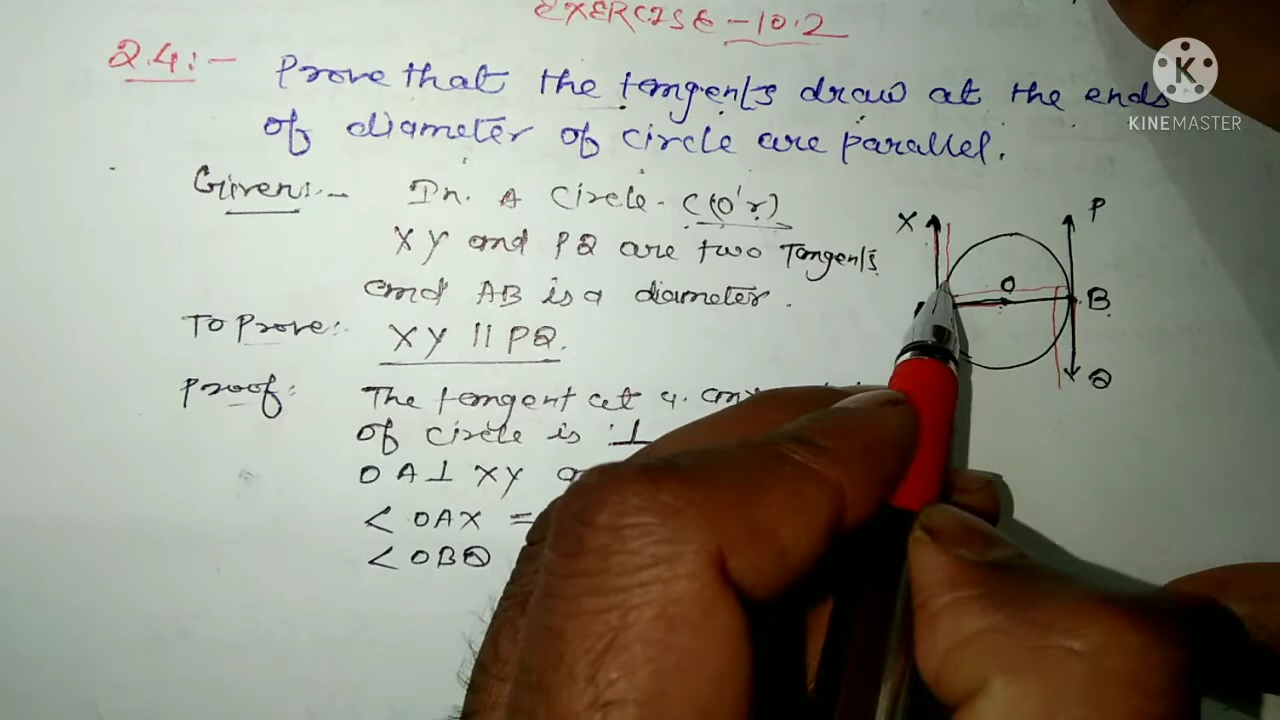 EXERCISE - 10.2
Q.4:- Prove that the tangents draw at the ends
of diameter of circle are parallel.
K
KINEMASTER
Given:- In. A circle. C(O'r)
XY and PQ are two Tangents
and AB is a diameter.
To Prove: XY || PQ.
Proof: The tangent at a.
of circle is ⊥
OA⊥ XY
< OAX =
< OBQ
X
P
O
B
Q